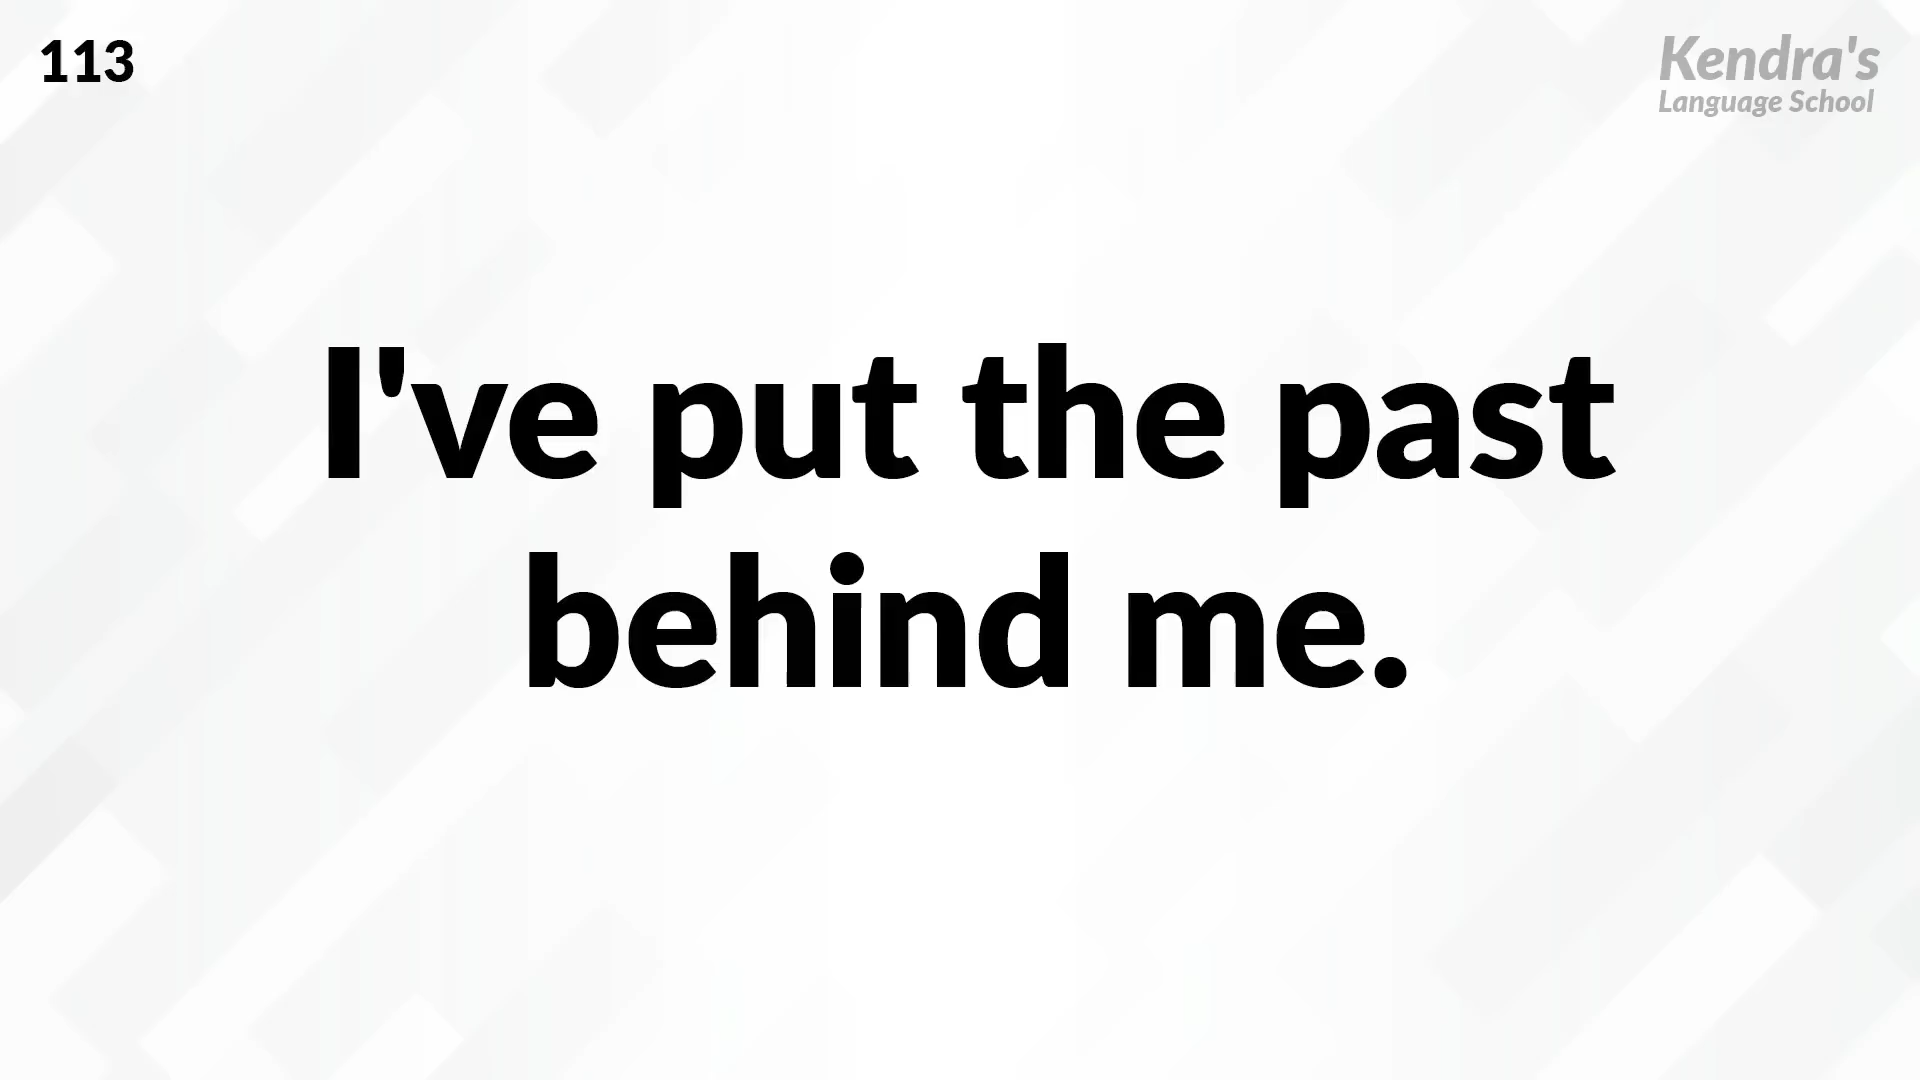 113
Kendra's
Language School
I've put the past
behind me.